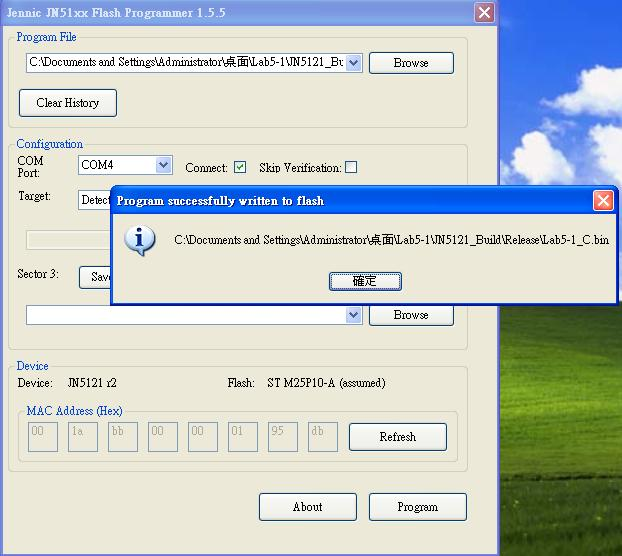 Jennic JN51xx Flash Programmer 1.5.5
Program File
C:\Documents and Settings\Administrator\桌面\Lab5-1\JN5121_Bu
Browse
Clear History
Configuration
COM Port:
COM4
Connect:
Skip Verification:
Target:
Detect
Program successfully written to flash
C:\Documents and Settings\Administrator\桌面\Lab5-1\JN5121_Build\Release\Lab5-1_C.bin
確定
Sector 3:
Save
Browse
Device
Device: JN5121 r2
Flash: ST M25P10-A (assumed)
MAC Address (Hex)
00 1a bb 00 00 01 95 db
Refresh
About
Program